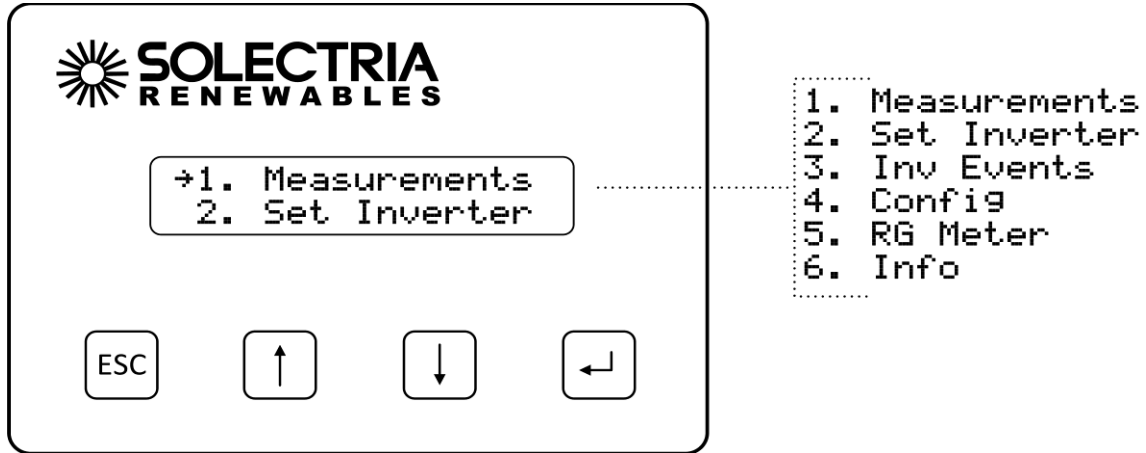 SOLECTRIA
RENEWABLES
→1. Measurements
2. Set Inverter
ESC
↑
↓
↵
1. Measurements
2. Set Inverter
3. Inv Events
4. Config
5. RG Meter
6. Info